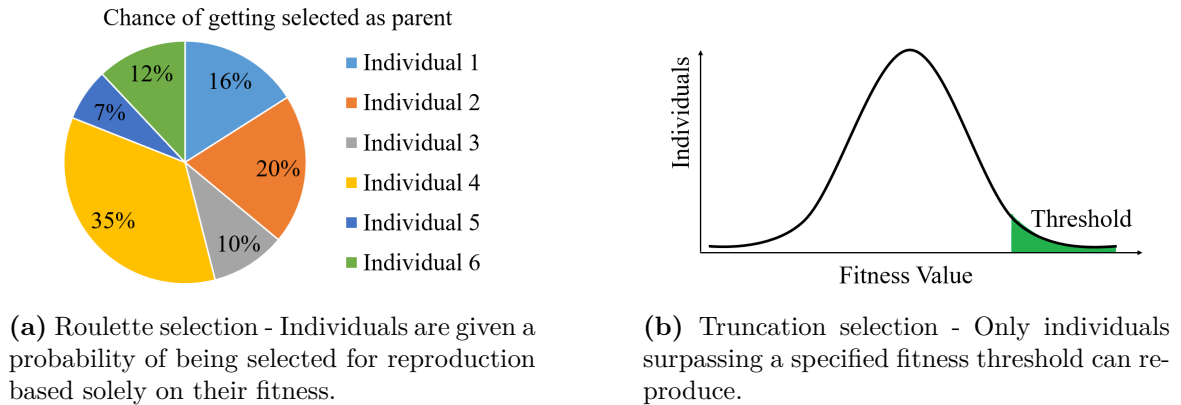 Chance of getting selected as parent
16%
20%
10%
35%
7%
12%
Individual 1
Individual 2
Individual 3
Individual 4
Individual 5
Individual 6
(a) Roulette selection - Individuals are given a
probability of being selected for reproduction
based solely on their fitness.
Individuals
Threshold
Fitness Value
(b) Truncation selection - Only individuals
surpassing a specified fitness threshold can re-
produce.